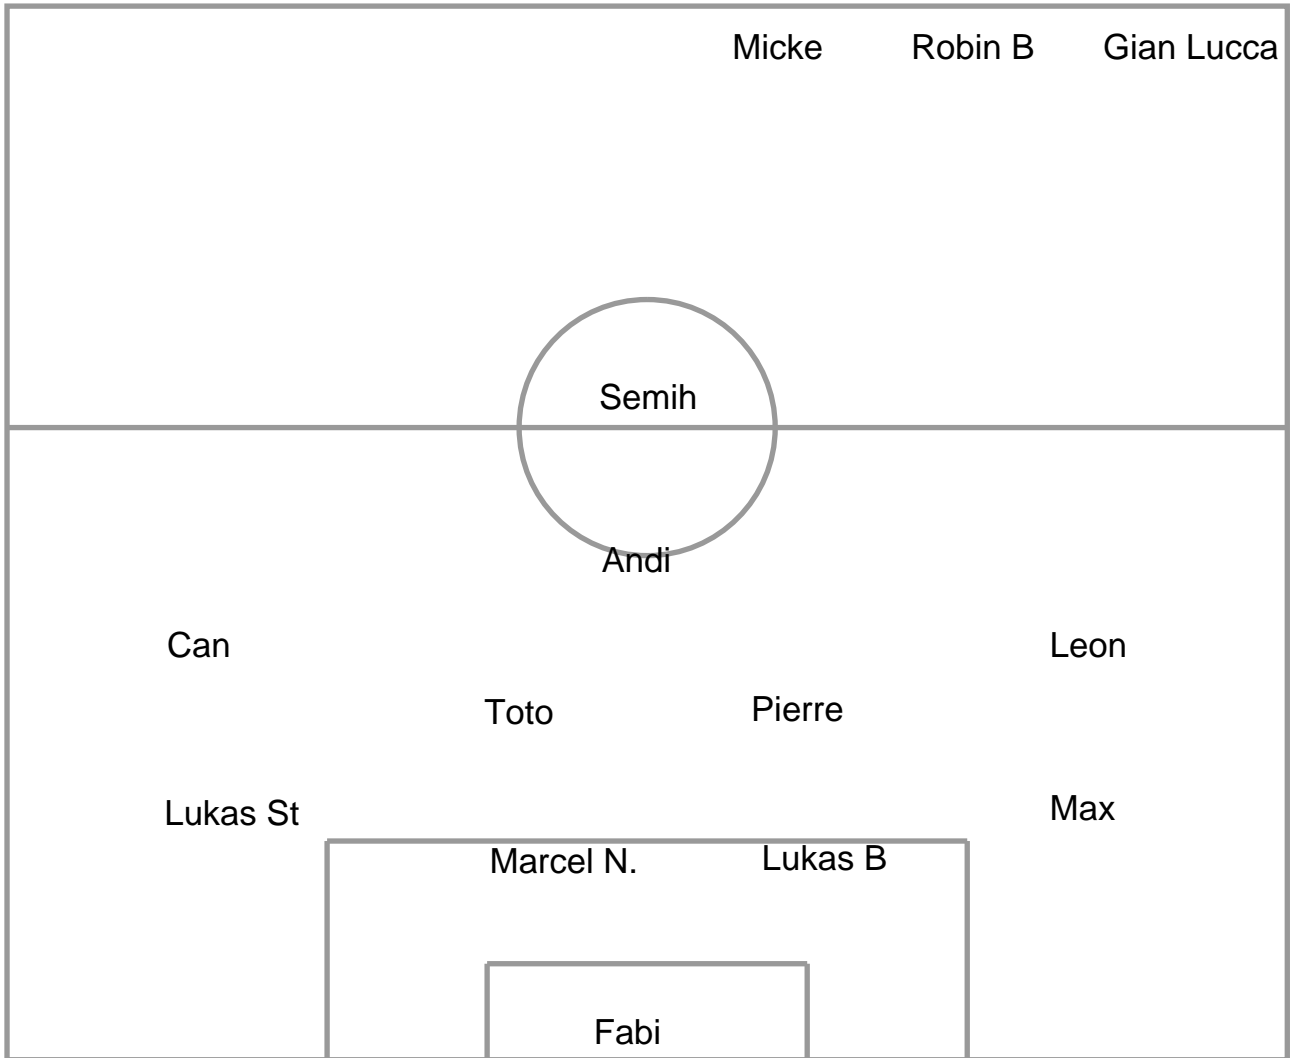 Micke Robin B Gian Lucca
Semih
Andi
Can Leon
Toto Pierre
Lukas St Max
Marcel N. Lukas B
Fabi